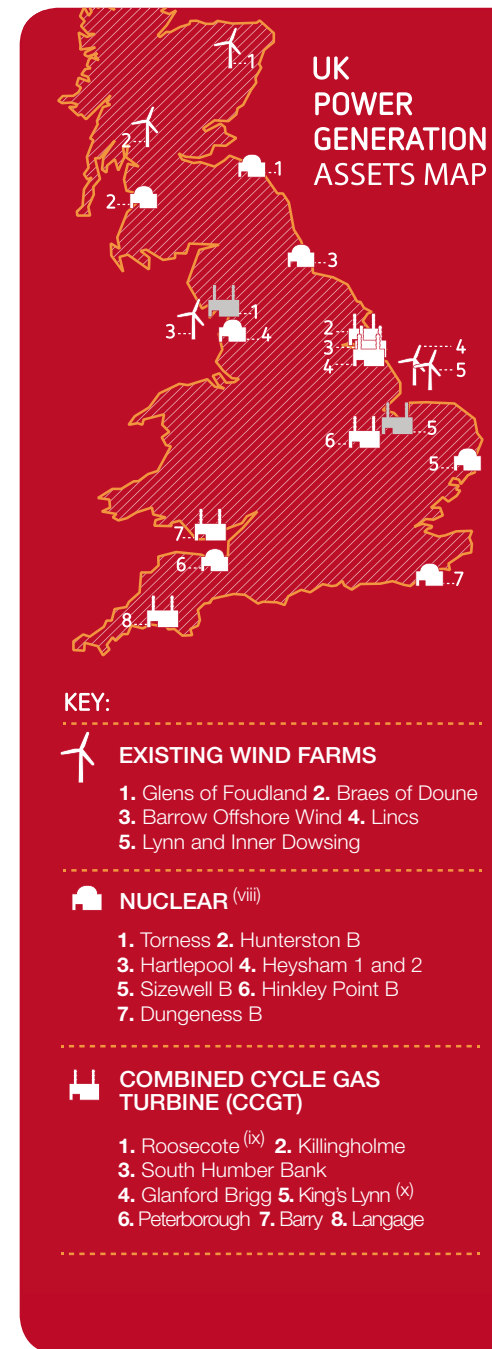 UK
POWER
GENERATION
ASSETS MAP
1
2
1
2
3
1
3
4
2
3
4
4
5
6
5
5
7
6
7
8
KEY:
EXISTING WIND FARMS
1. Glens of Foudland 2. Braes of Doune
3. Barrow Offshore Wind 4. Lincs
5. Lynn and Inner Dowsing
NUCLEAR (viii)
1. Torness 2. Hunterston B
3. Hartlepool 4. Heysham 1 and 2
5. Sizewell B 6. Hinkley Point B
7. Dungeness B
COMBINED CYCLE GAS
TURBINE (CCGT)
1. Roosecote (ix) 2. Killingholme
3. South Humber Bank
4. Glanford Brigg 5. King's Lynn (x)
6. Peterborough 7. Barry 8. Langage